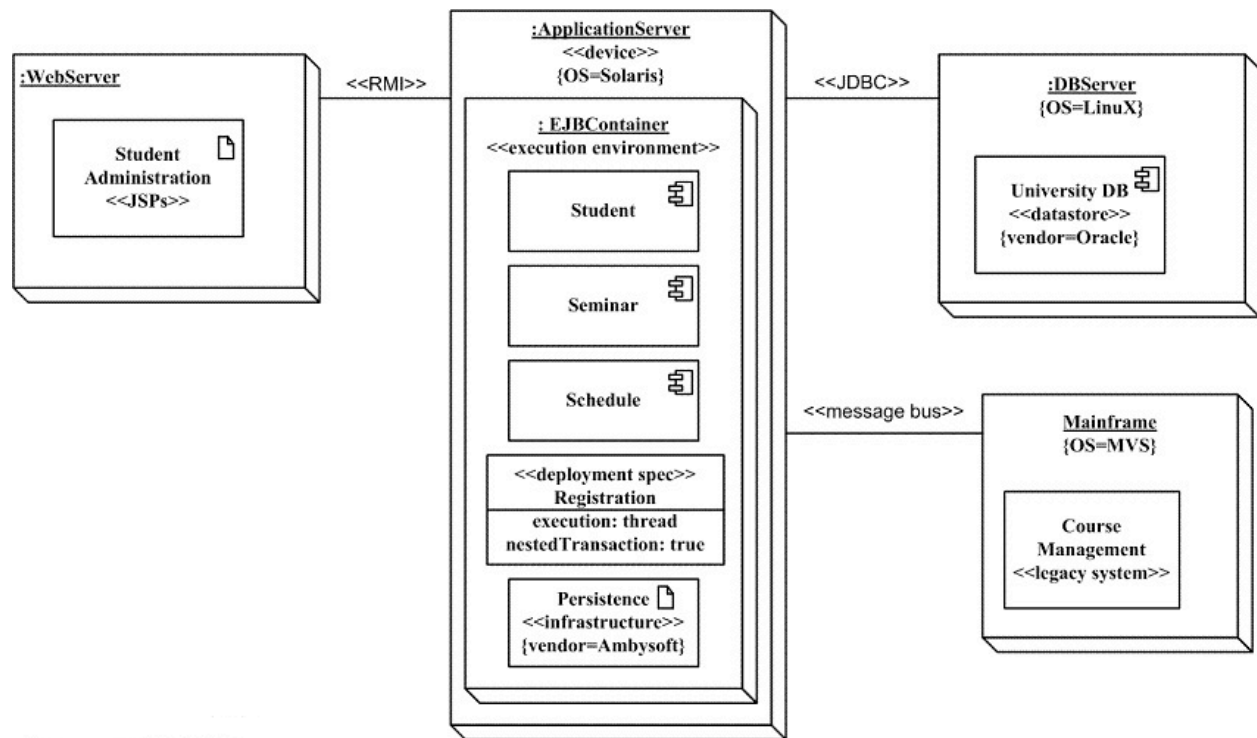 :WebServer
Student
Administration
<<JSPs>>
<<RMI>>
:ApplicationServer
<<device>>
{OS=Solaris}
: EJBContainer
<<execution environment>>
Student
Seminar
Schedule
<<deployment spec>>
Registration
execution: thread
nestedTransaction: true
Persistence
<<infrastructure>>
{vendor=Ambysoft}
<<JDBC>>
:DBServer
{OS=LinuX}
University DB
<<datastore>>
{vendor=Oracle}
<<message bus>>
Mainframe
{OS=MVS}
Course
Management
<<legacy system>>